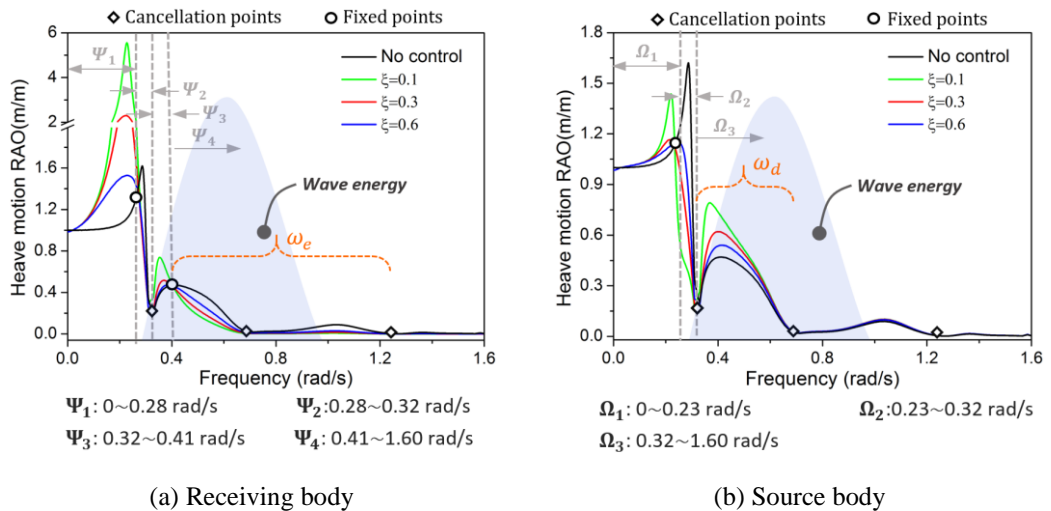 Cancellation points Fixed points
Heave motion RAO(m/m)
6
4
2
1.6
1.2
0.8
0.4
0.0
Ψ1
Ψ2
Ψ3
Ψ4
No control
ξ=0.1
ξ=0.3
ξ=0.6
Wave energy
ωe
0.0 0.4 0.8 1.2 1.6
Frequency (rad/s)
Ψ1: 0~0.28 rad/s Ψ2:0.28~0.32 rad/s
Ψ3: 0.32~0.41 rad/s Ψ4: 0.41~1.60 rad/s
(a) Receiving body
Cancellation points Fixed points
Heave motion RAO(m/m)
1.8
1.5
1.2
0.9
0.6
0.3
0.0
Ω1
Ω2
Ω3
No control
ξ=0.1
ξ=0.3
ξ=0.6
ωd
Wave energy
0.0 0.4 0.8 1.2 1.6
Frequency (rad/s)
Ω1: 0~0.23 rad/s Ω2:0.23~0.32 rad/s
Ω3: 0.32~1.60 rad/s
(b) Source body